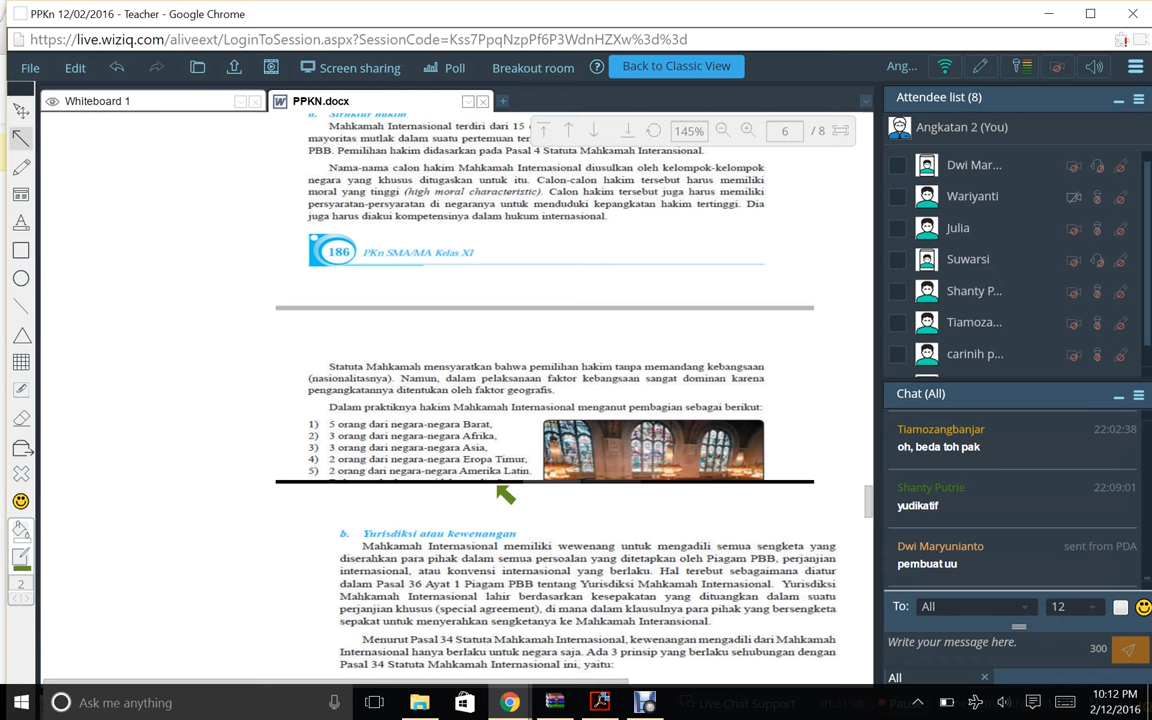 PPKn 12/02/2016 - Teacher - Google Chrome
https://live.wiziq.com/aliveext/LoginToSession.aspx?SessionCode=Kss7PpqNzpPf6P3WdnHZXw%3d%3d
File Edit Screen sharing Poll Breakout room ? Back to Classic View Ang...
Whiteboard 1
PPKN.docx
145% 6 / 8
a. Struktur hukum
Mahkamah Internasional terdiri dari 15
mayoritas mutlak dalam suatu pertemuan
PBB. Pemilihan hakim didasarkan pada Pasal 4 Statuta Mahkamah Interansional.
Nama-nama calon hakim Mahkamah Internasional diusulkan oleh kelompok-kelompok
negara yang khusus ditugaskan untuk itu. Calon-calon hakim tersebut harus memiliki
moral yang tinggi (high moral characteristic). Calon hakim tersebut juga harus memiliki
persyaratan-persyaratan di negaranya untuk menduduki kepangkatan hakim tertinggi. Dia
juga harus diakui kompetensinya dalam hukum internasional.
186 PKn SMA/MA Kelas XI
Statuta Mahkamah mensyaratkan bahwa pemilihan hakim tanpa memandang kebangsaan
(nasionalitasnya). Namun, dalam pelaksanaan faktor kebangsaan sangat dominan karena
pengangkatannya ditentukan oleh faktor geografis.
Dalam praktiknya hakim Mahkamah Internasional menganut pembagian sebagai berikut:
1) 5 orang dari negara-negara Barat,
2) 3 orang dari negara-negara Afrika,
3) 3 orang dari negara-negara Asia,
4) 2 orang dari negara-negara Eropa Timur,
5) 2 orang dari negara-negara Amerika Latin.
b. Yurisdiksi atau kewenangan
Mahkamah Internasional memiliki wewenang untuk mengadili semua sengketa yang
diserahkan para pihak dalam semua persoalan yang ditetapkan oleh Piagam PBB, perjanjian
internasional, atau konvensi internasional yang berlaku. Hal terebut sebagaimana diatur
dalam Pasal 36 Ayat 1 Piagam PBB tentang Yurisdiksi Mahkamah Internasional. Yurisdiksi
Mahkamah Internasional lahir berdasarkan kesepakatan yang dituangkan dalam suatu
perjanjian khusus (special agreement), di mana dalam klausulnya para pihak yang bersengketa
sepakat untuk menyerahkan sengketanya ke Mahkamah Interansional.
Menurut Pasal 34 Statuta Mahkamah Internasional, kewenangan mengadili dari Mahkamah
Internasional hanya berlaku untuk negara saja. Ada 3 prinsip yang berlaku sehubungan dengan
Pasal 34 Statuta Mahkamah Internasional ini, yaitu:
2
Attendee list (8)
Angkatan 2 (You)
Dwi Mar...
Wariyanti
Julia
Suwarsi
Shanty P...
Tiamoza...
carinih p...
Chat (All)
Tiamozangbanjar 22:02:38
oh, beda toh pak
Shanty Putrie 22:09:01
yudikatif
Dwi Maryunianto sent from PDA
pembuat uu
To: All 12
Write your message here. 300
All
Ask me anything
Live Chat Support
10:12 PM
2/12/2016